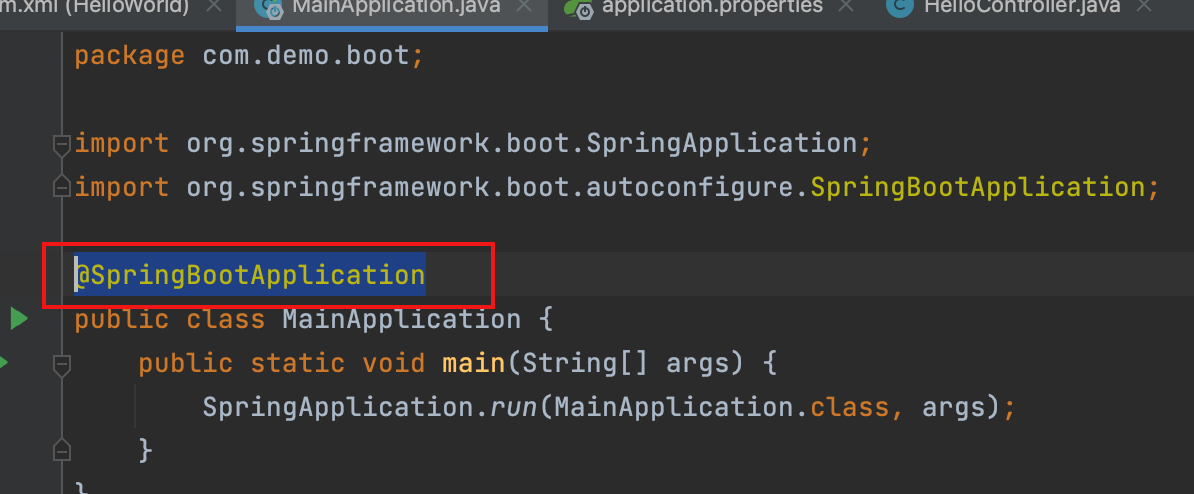 m.xml (HelloWorld) MainApplication.java application.properties HelloController.java
package com.demo.boot;
import org.springframework.boot.SpringApplication;
import org.springframework.boot.autoconfigure.SpringBootApplication;
@SpringBootApplication
public class MainApplication {
public static void main(String[] args) {
SpringApplication.run(MainApplication.class, args);
}
}